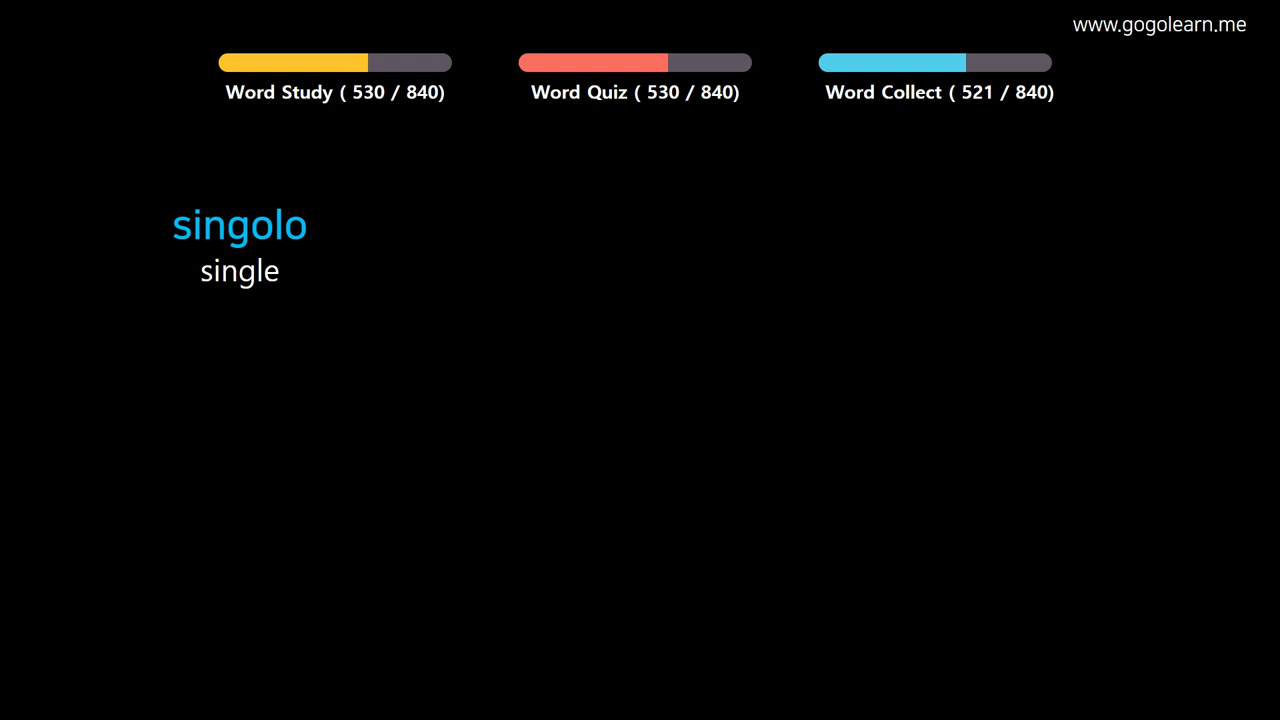 www.gogolearn.me
Word Study ( 530 / 840)
Word Quiz ( 530 / 840)
Word Collect ( 521 / 840)
singolo
single